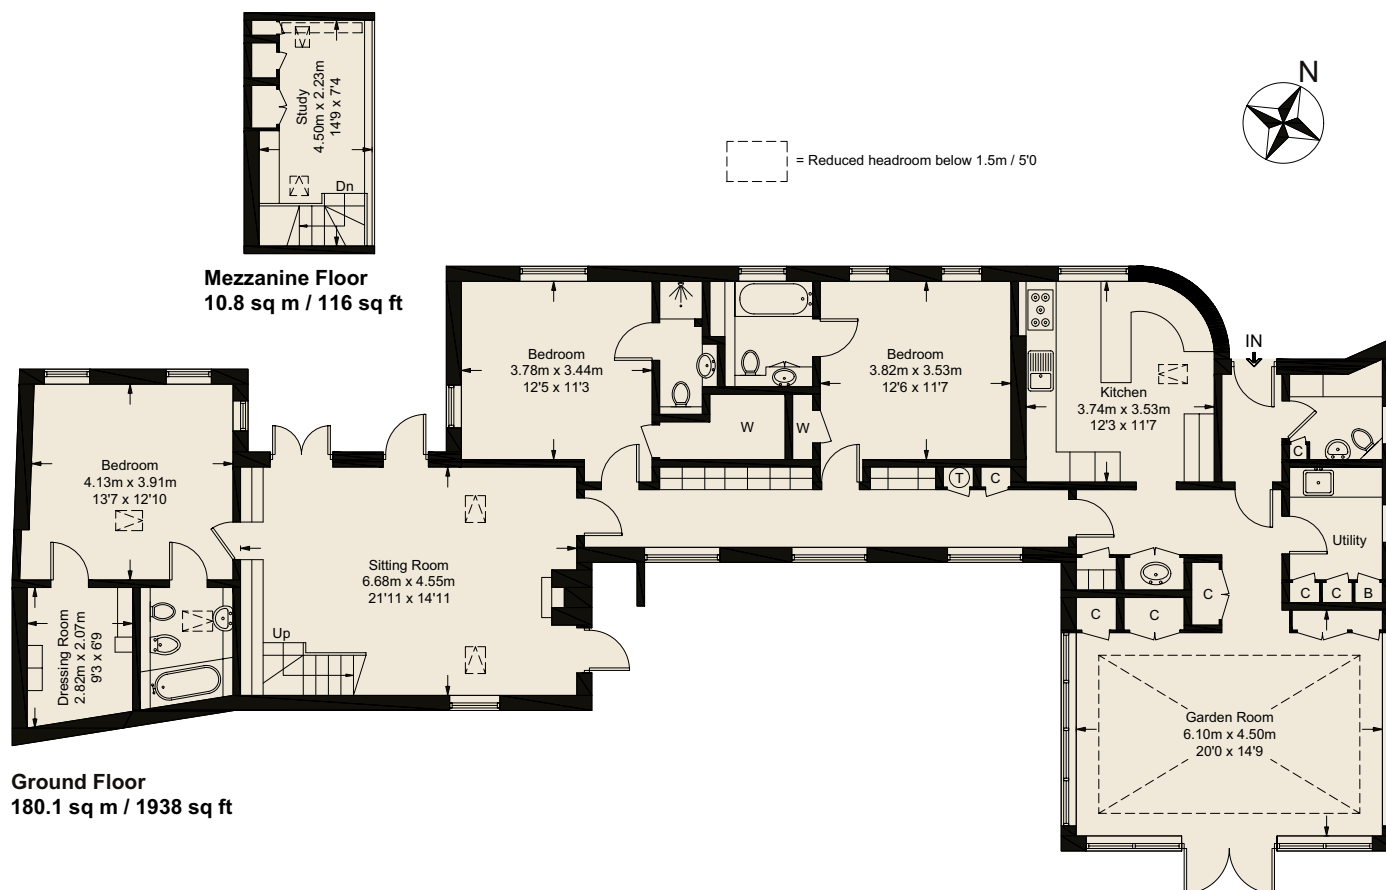 Study
4.50m x 2.23m
14'9 x 7'4
Dn
N
= Reduced headroom below 1.5m / 5'0
Mezzanine Floor
10.8 sq m / 116 sq ft
IN
Bedroom
3.78m x 3.44m
12'5 x 11'3
Bedroom
3.82m x 3.53m
12'6 x 11'7
Kitchen
3.74m x 3.53m
12'3 x 11'7
W
W
C
T
C
Bedroom
4.13m x 3.91m
13'7 x 12'10
Utility
Sitting Room
6.68m x 4.55m
21'11 x 14'11
C
C
C
C
C
B
Up
Dressing Room
2.82m x 2.07m
9'3 x 6'9
Garden Room
6.10m x 4.50m
20'0 x 14'9
Ground Floor
180.1 sq m / 1938 sq ft